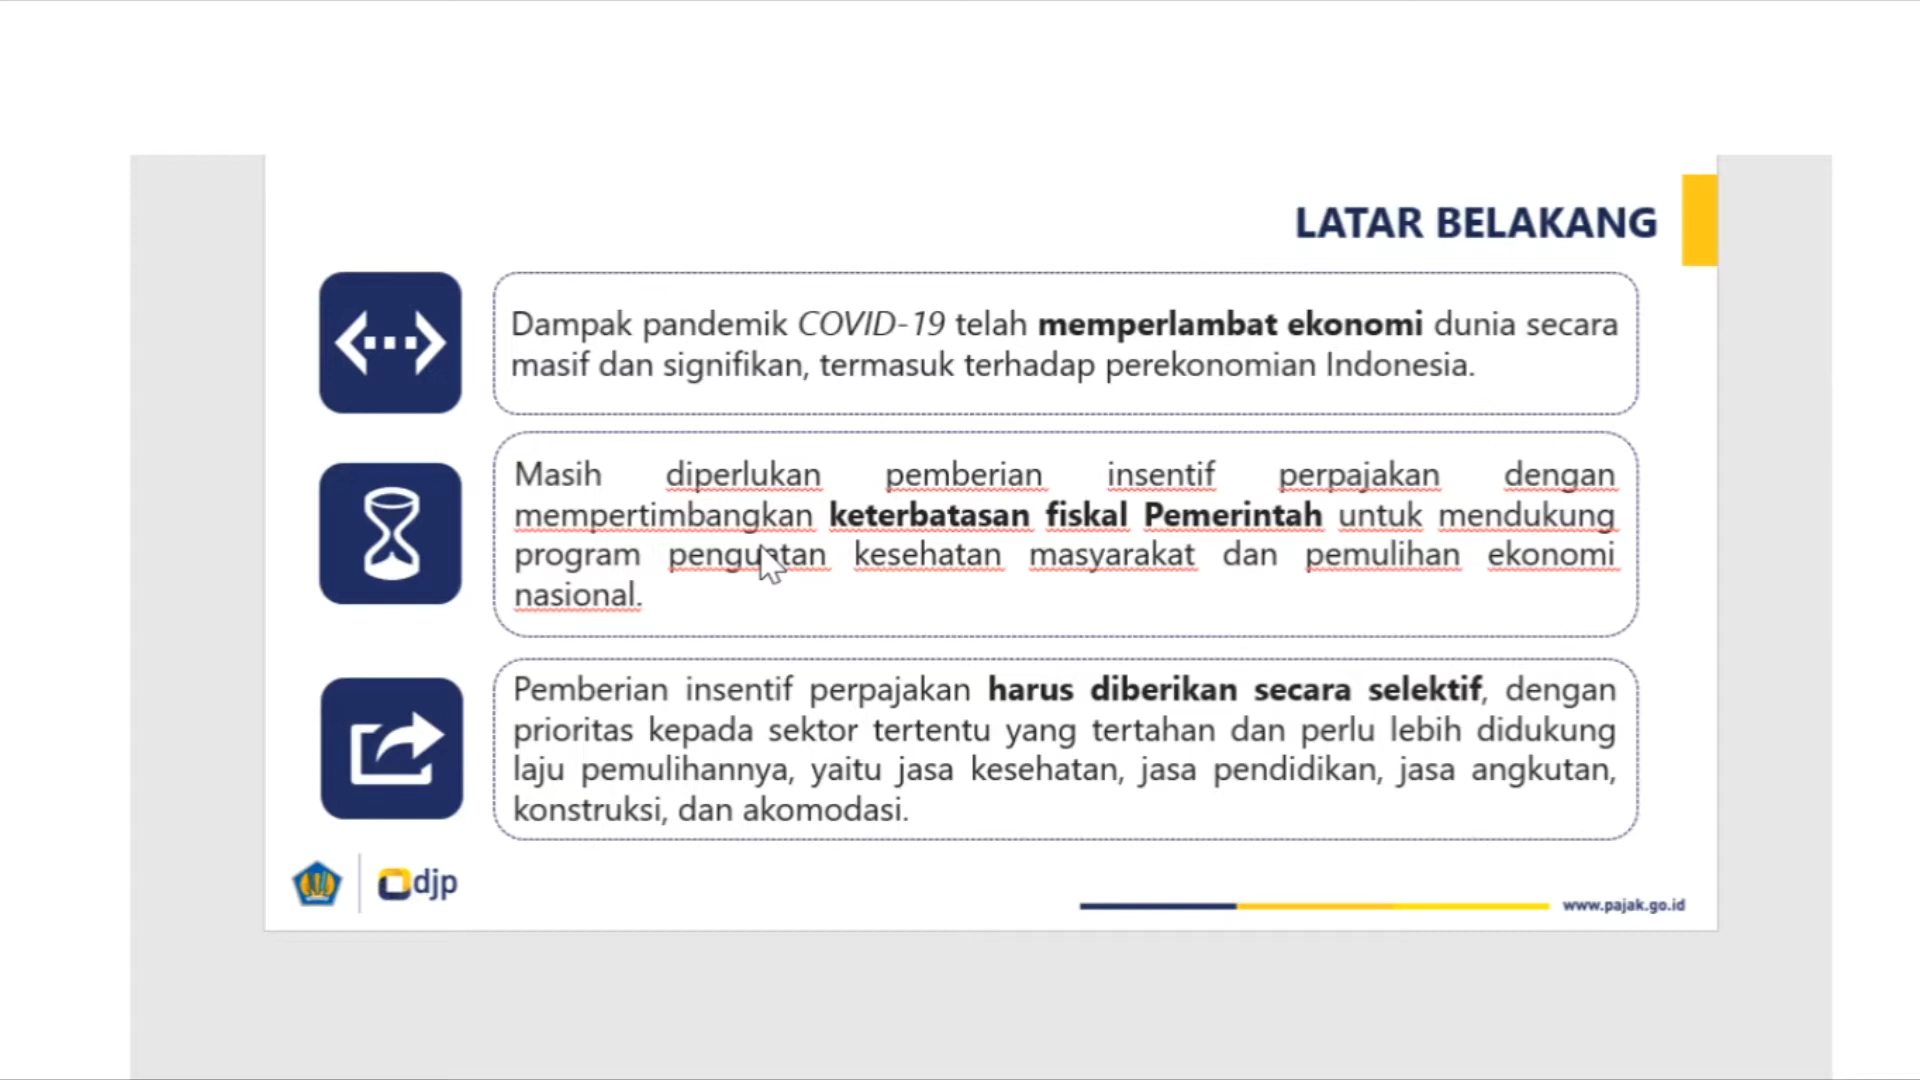 LATAR BELAKANG
Dampak pandemik COVID-19 telah memperlambat ekonomi dunia secara
masif dan signifikan, termasuk terhadap perekonomian Indonesia.
Masih diperlukan pemberian insentif perpajakan dengan
mempertimbangkan keterbatasan fiskal Pemerintah untuk mendukung
program penguatan kesehatan masyarakat dan pemulihan ekonomi
nasional.
Pemberian insentif perpajakan harus diberikan secara selektif, dengan
prioritas kepada sektor tertentu yang tertahan dan perlu lebih didukung
laju pemulihannya, yaitu jasa kesehatan, jasa pendidikan, jasa angkutan,
konstruksi, dan akomodasi.
djp
www.pajak.go.id